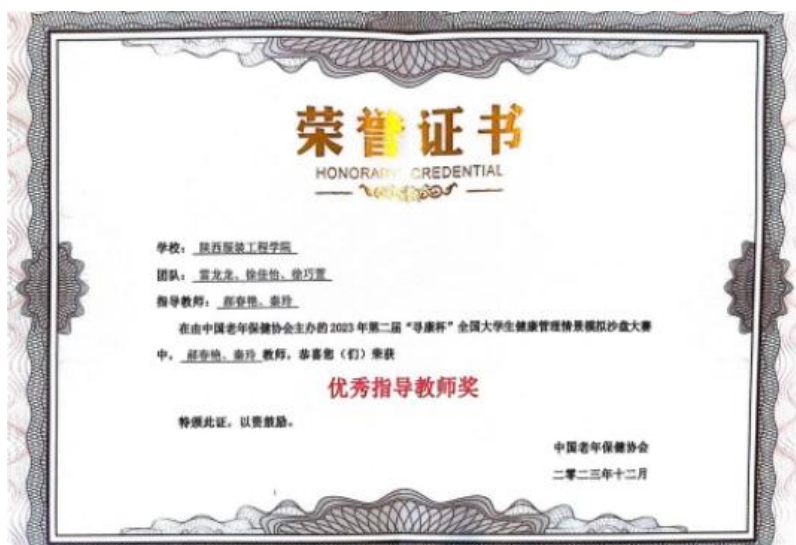 荣誉证书
HONORARY CREDENTIAL
学校：陕西服装工程学院
团队：雷龙龙、徐佳怡、徐巧萱
指导教师：郝春艳、秦玲
在由中国老年保健协会主办的2023年第二届“寻康杯”全国大学生健康管理情景模拟沙盘大赛
中，郝春艳、秦玲 教师，恭喜您（们）荣获
优秀指导教师奖
特颁此证，以资鼓励。
中国老年保健协会
二零二三年十二月